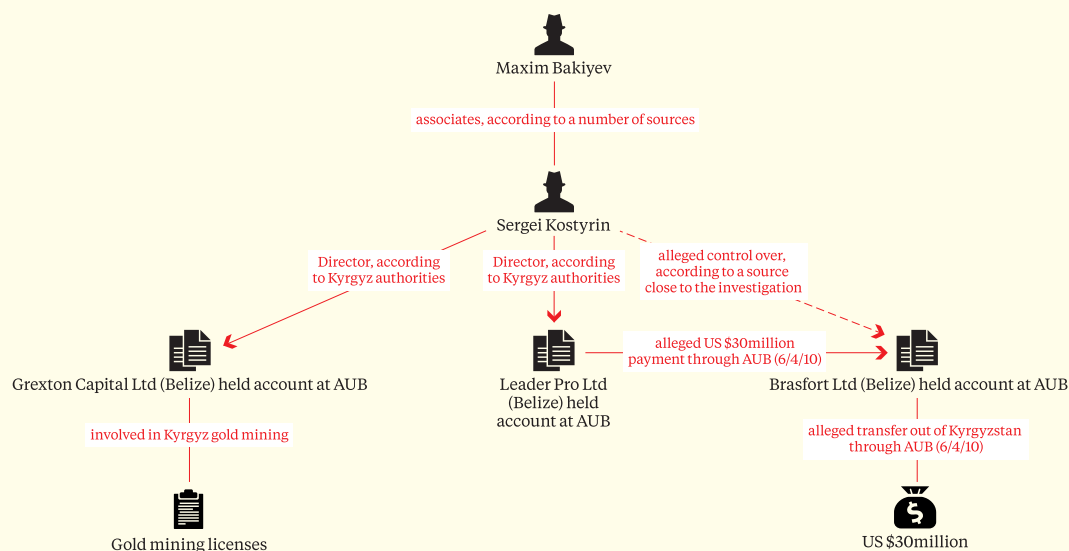 Maxim Bakiyev
associates, according to a number of sources
Sergei Kostyrin
Director, according
to Kyrgyz authorities
Director, according
to Kyrgyz authorities
alleged control over,
according to a source
close to the investigation
alleged US $30million
payment through AUB (6/4/10)
Grexton Capital Ltd (Belize) held account at AUB
Leader Pro Ltd
(Belize) held
account at AUB
Brasfort Ltd (Belize) held account at AUB
involved in Kyrgyz gold mining
alleged transfer out of Kyrgyzstan
through AUB (6/4/10)
Gold mining licenses
$
US $30million